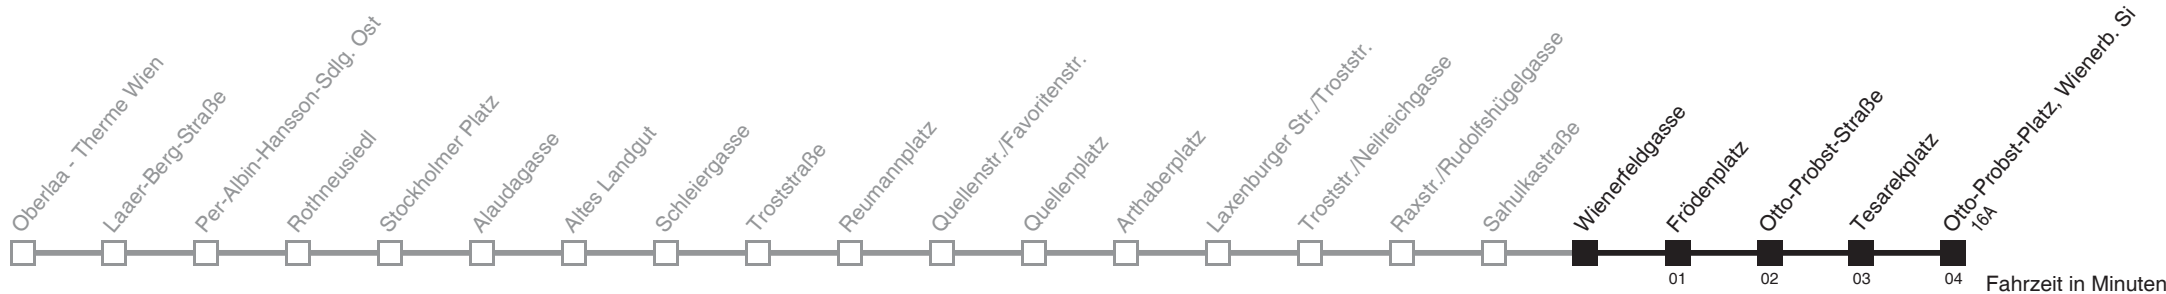 Oberlaa - Therme Wien
Laaer-Berg-Straße
Per-Albin-Hansson-Sdlg. Ost
Rothneusiedl
Stockholmer Platz
Alaudagasse
Altes Landgut
Schleiergasse
Troststraße
Reumannplatz
Quellenstr./Favoritenstr.
Quellenplatz
Arthaberplatz
Laxenburger Str./Troststr.
Troststr./Neilreichgasse
Raxstr./Rudolfshügelgasse
Sahulkastraße
Wienerfeldgasse
Frödenplatz
Otto-Probst-Straße
Tesarekplatz
Otto-Probst-Platz, Wienerb. Si
16A
01
02
03
04
Fahrzeit in Minuten